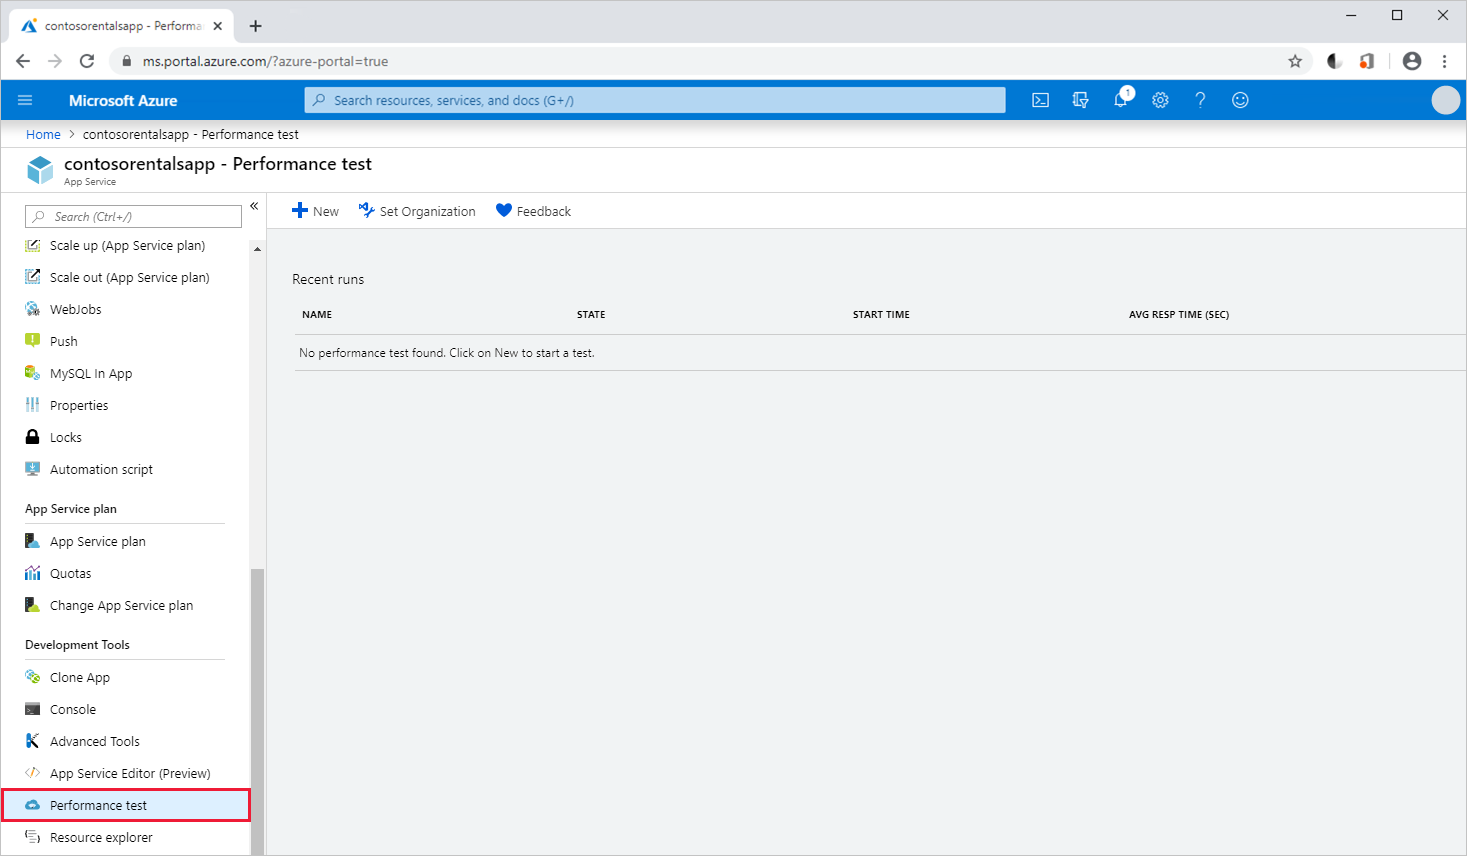 contosorentalsapp - Performa
ms.portal.azure.com/?azure-portal=true
Microsoft Azure
Search resources, services, and docs (G+/)
1
Home > contosorentalsapp - Performance test
contosorentalsapp - Performance test
App Service
Search (Ctrl+/)
«
New
Set Organization
Feedback
Scale up (App Service plan)
Scale out (App Service plan)
WebJobs
Push
MySQL In App
Properties
Locks
Automation script
App Service plan
App Service plan
Quotas
Change App Service plan
Development Tools
Clone App
Console
Advanced Tools
App Service Editor (Preview)
Performance test
Resource explorer
Recent runs
NAME STATE START TIME AVG RESP TIME (SEC)
No performance test found. Click on New to start a test.